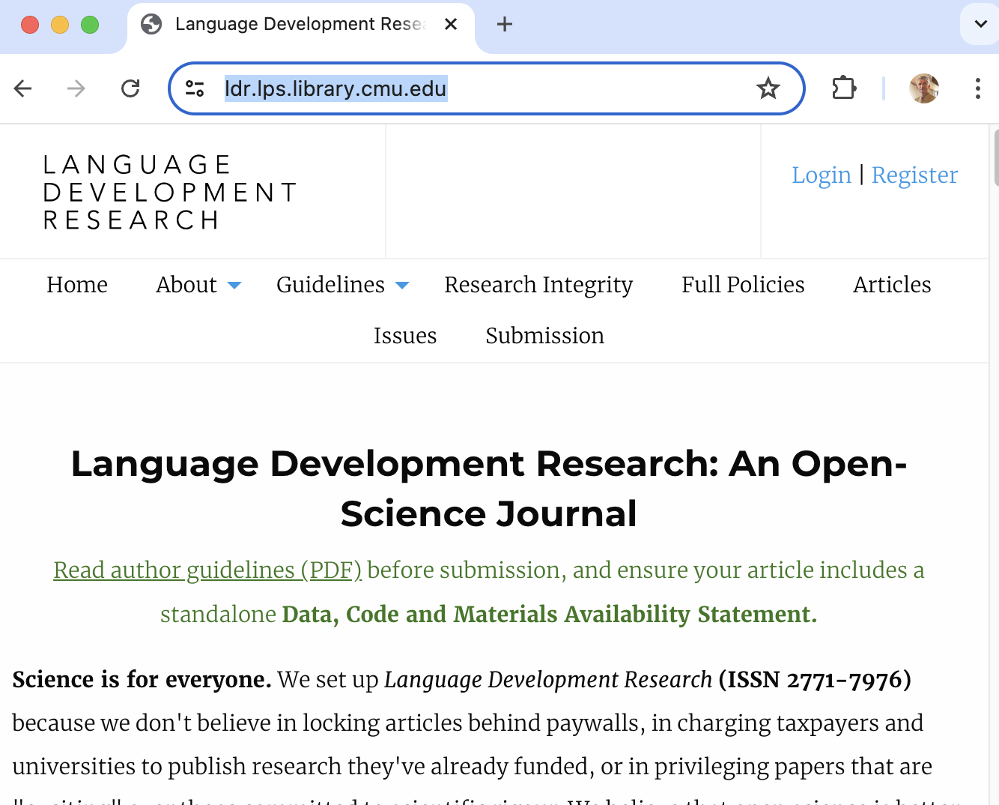 Language Development Rese
ldr.lps.library.cmu.edu
LANGUAGE
DEVELOPMENT
RESEARCH
Login | Register
Home About Guidelines Research Integrity Full Policies Articles
Issues Submission
Language Development Research: An Open-
Science Journal
Read author guidelines (PDF) before submission, and ensure your article includes a
standalone Data, Code and Materials Availability Statement.
Science is for everyone. We set up Language Development Research (ISSN 2771-7976)
because we don't believe in locking articles behind paywalls, in charging taxpayers and
universities to publish research they've already funded, or in privileging papers that are